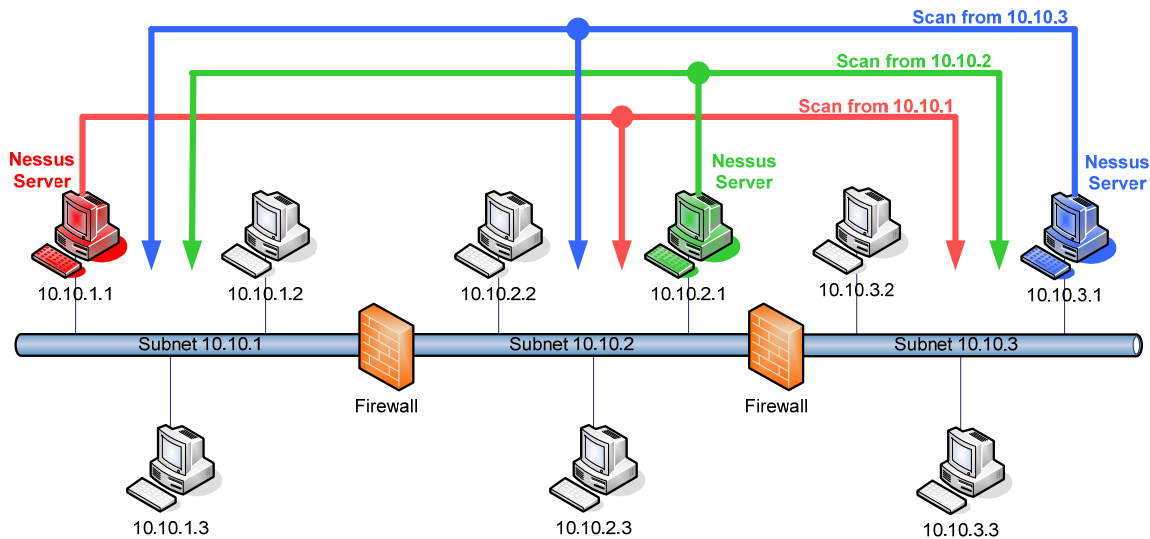 Scan from 10.10.3
Scan from 10.10.2
Scan from 10.10.1
Nessus
Server
Nessus
Server
Nessus
Server
10.10.1.1
10.10.1.2
10.10.2.2
10.10.2.1
10.10.3.2
10.10.3.1
Subnet 10.10.1
Subnet 10.10.2
Subnet 10.10.3
Firewall
Firewall
10.10.1.3
10.10.2.3
10.10.3.3